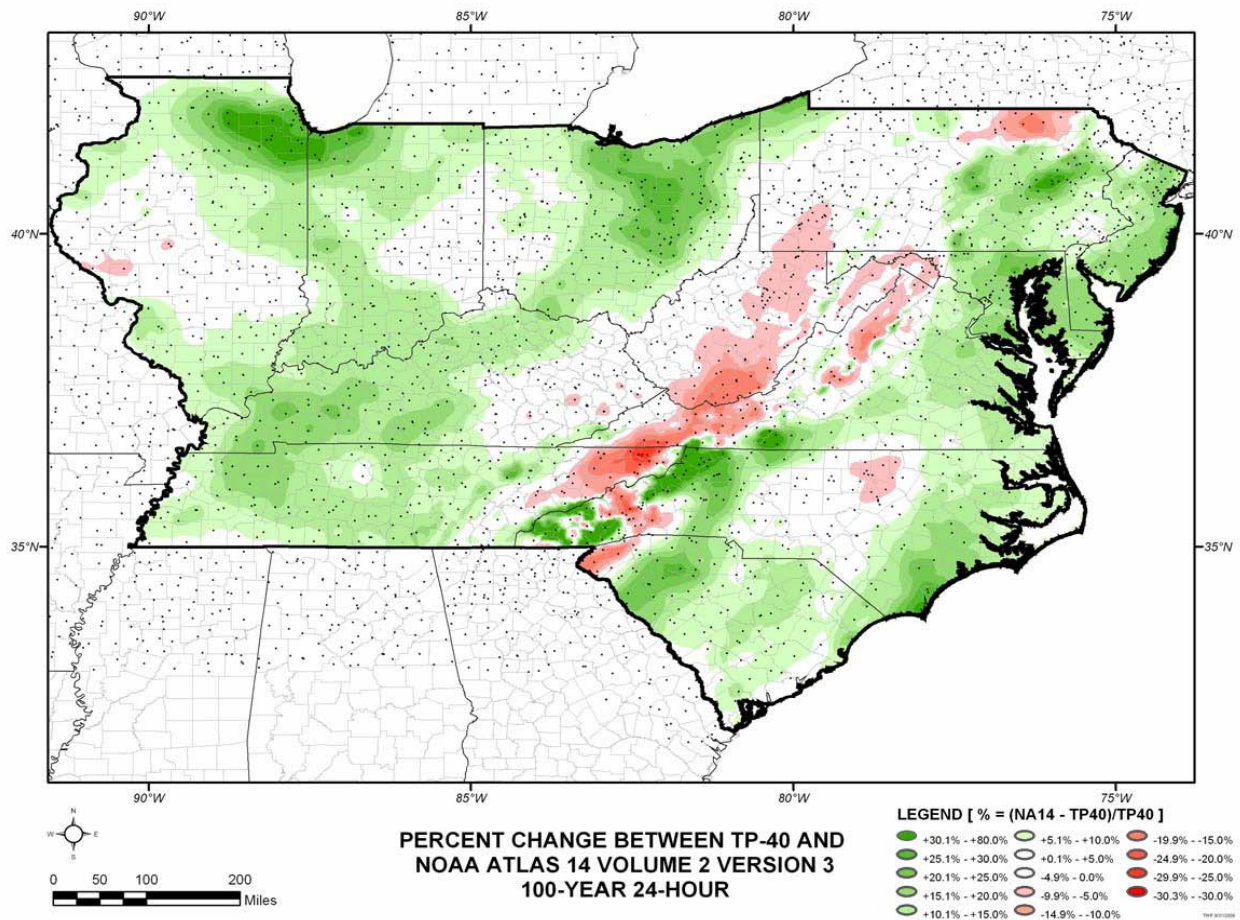 90°W 85°W 80°W 75°W
40°N 40°N
35°N 35°N
90°W 85°W 80°W 75°W
N
W E
S
0 50 100 200
Miles
PERCENT CHANGE BETWEEN TP-40 AND
NOAA ATLAS 14 VOLUME 2 VERSION 3
100-YEAR 24-HOUR
LEGEND [ % = (NA14 - TP40)/TP40 ]
+30.1% - +80.0%
+25.1% - +30.0%
+20.1% - +25.0%
+15.1% - +20.0%
+10.1% - +15.0%
+5.1% - +10.0%
+0.1% - +5.0%
-4.9% - 0.0%
-9.9% - -5.0%
-14.9% - -10.0%
-19.9% - -15.0%
-24.9% - -20.0%
-29.9% - -25.0%
-30.3% - -30.0%